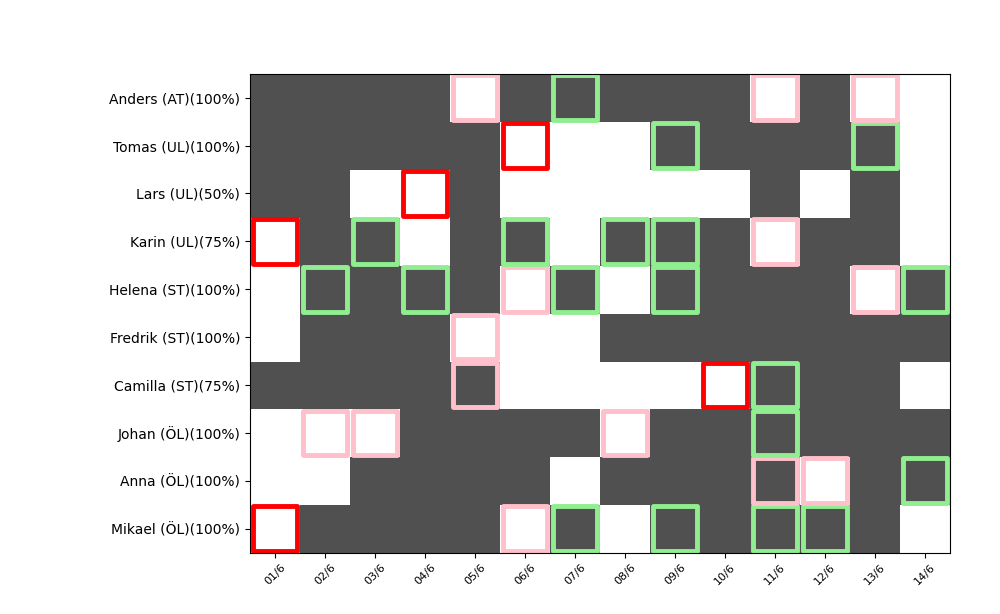 Anders (AT)(100%)
Tomas (UL)(100%)
Lars (UL)(50%)
Karin (UL)(75%)
Helena (ST)(100%)
Fredrik (ST)(100%)
Camilla (ST)(75%)
Johan (ÖL)(100%)
Anna (ÖL)(100%)
Mikael (ÖL)(100%)
01/6 02/6 03/6 04/6 05/6 06/6 07/6 08/6 09/6 10/6 11/6 12/6 13/6 14/6